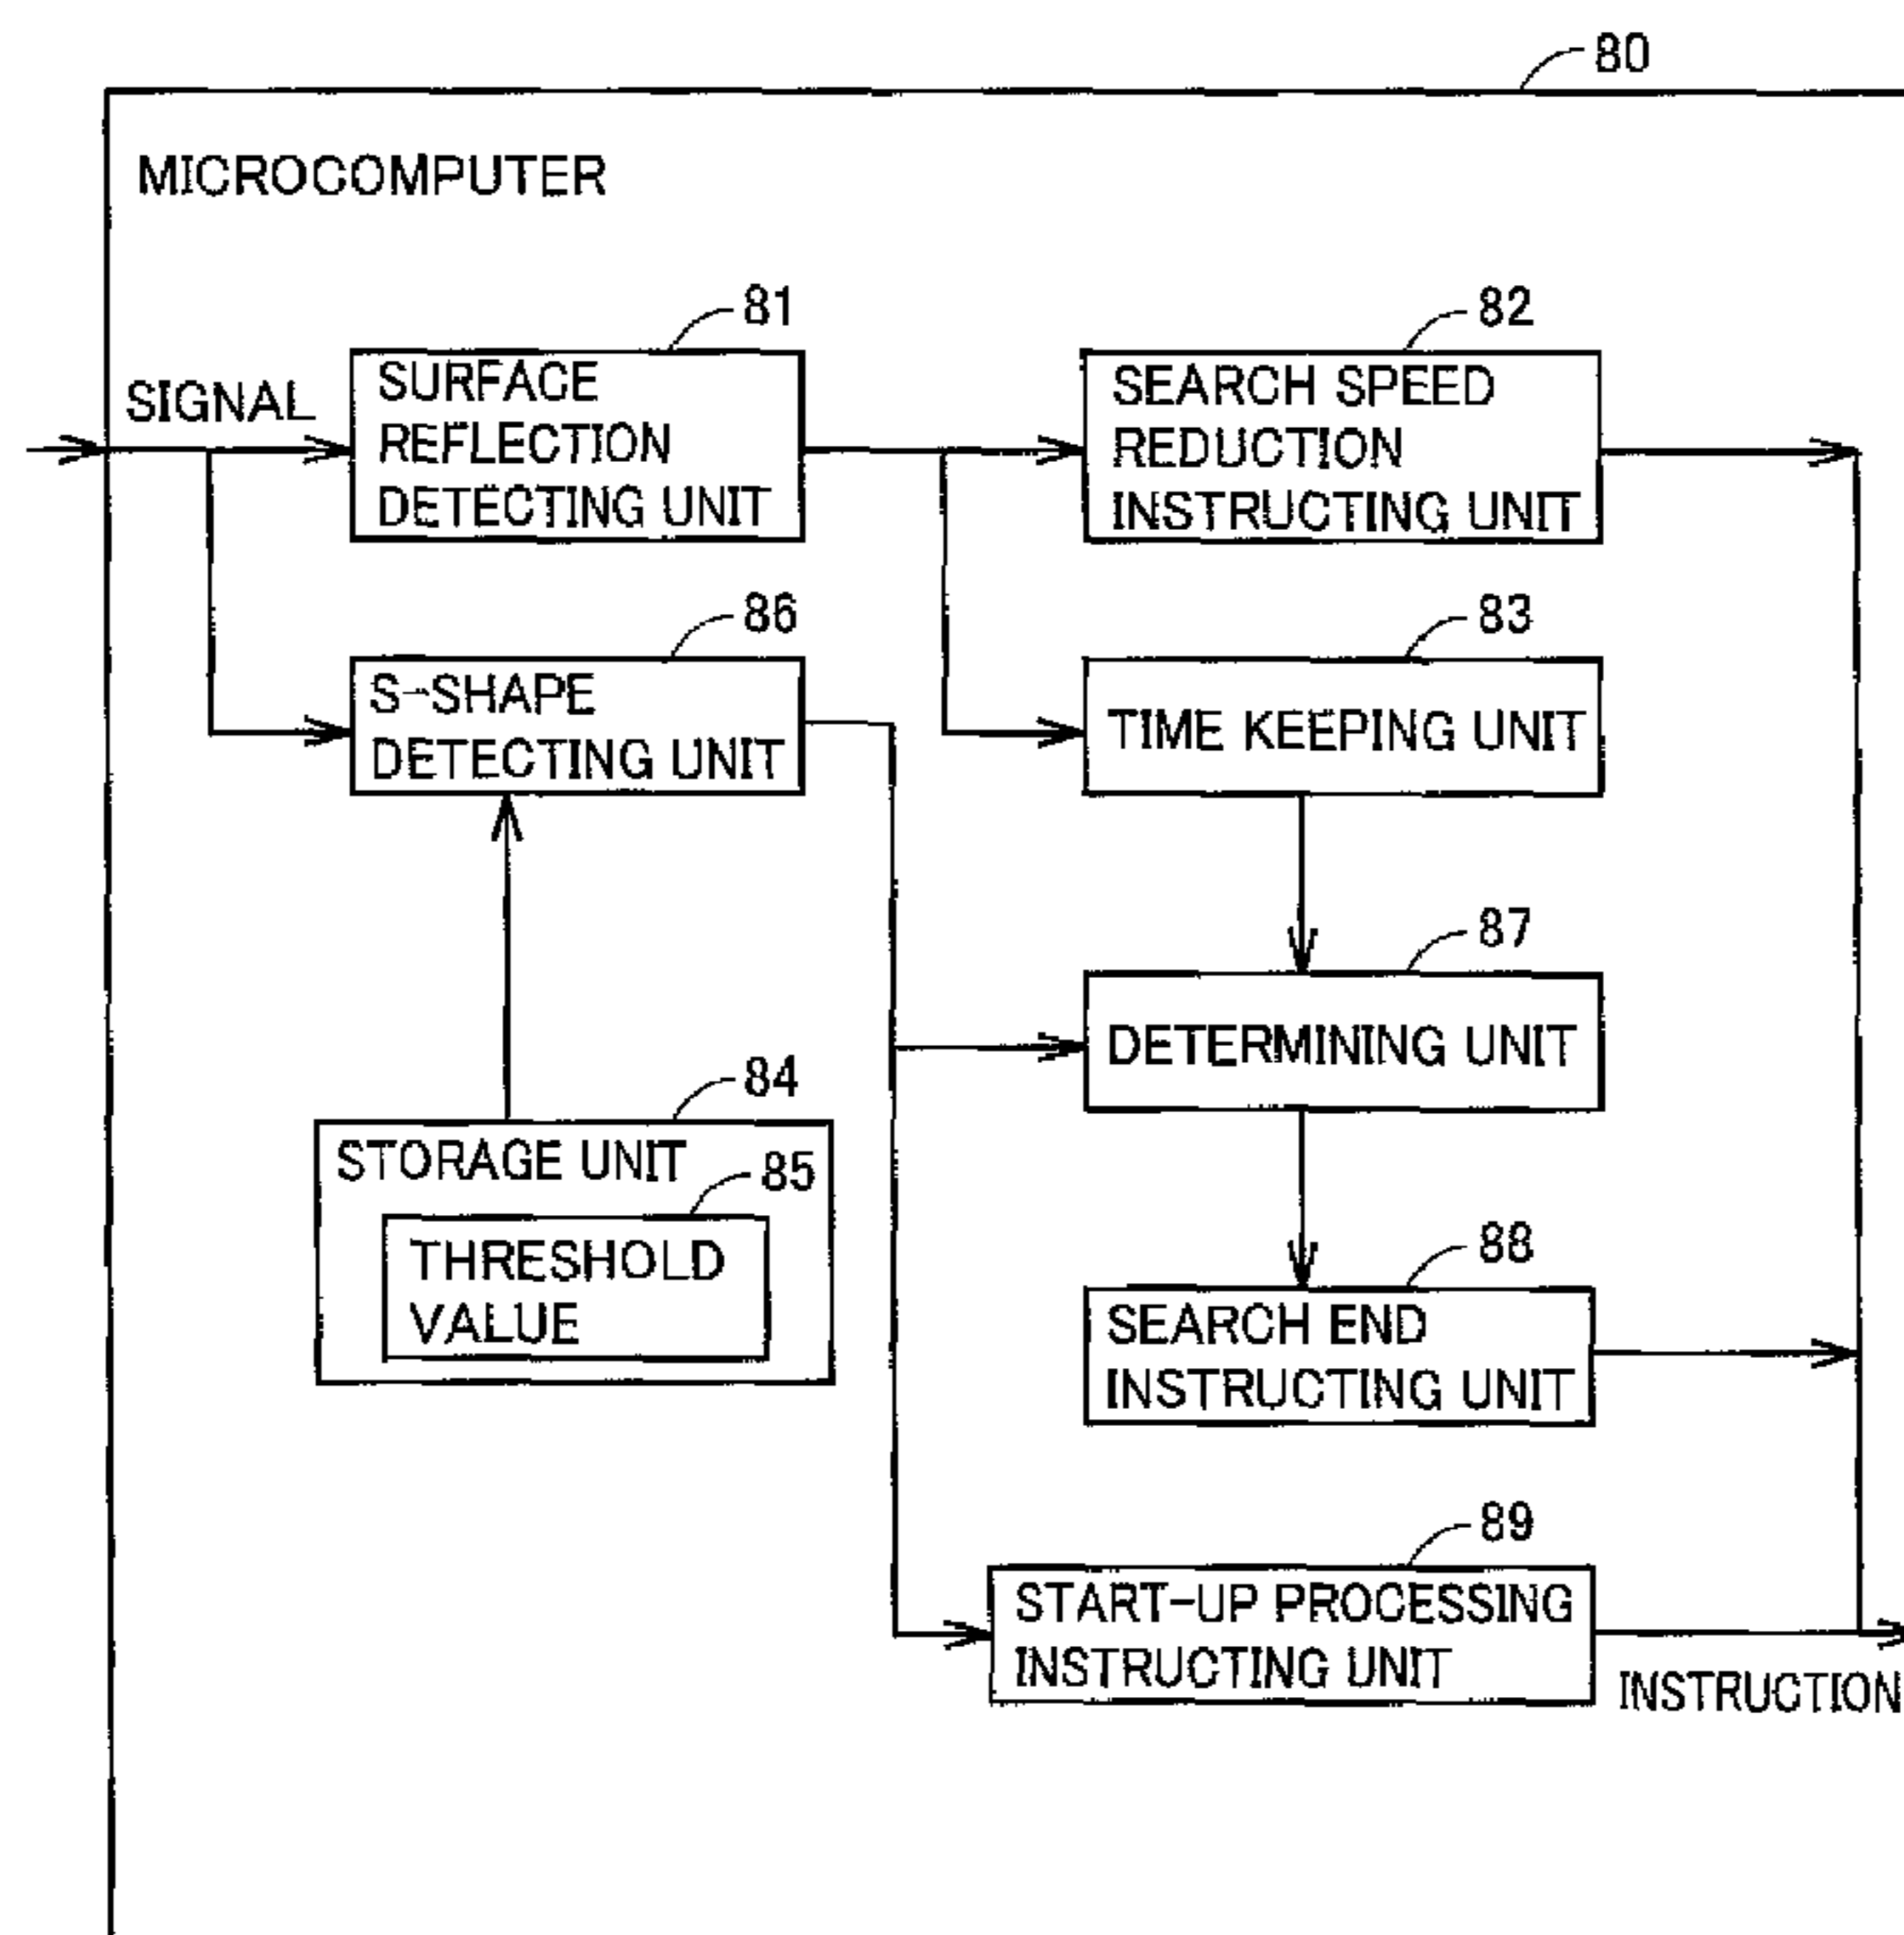 80
MICROCOMPUTER
SIGNAL
81
SURFACE
REFLECTION
DETECTING UNIT
82
SEARCH SPEED
REDUCTION
INSTRUCTING UNIT
86
S-SHAPE
DETECTING UNIT
83
TIME KEEPING UNIT
87
DETERMINING UNIT
84
STORAGE UNIT
85
THRESHOLD
VALUE
88
SEARCH END
INSTRUCTING UNIT
89
START-UP PROCESSING
INSTRUCTING UNIT
INSTRUCTION